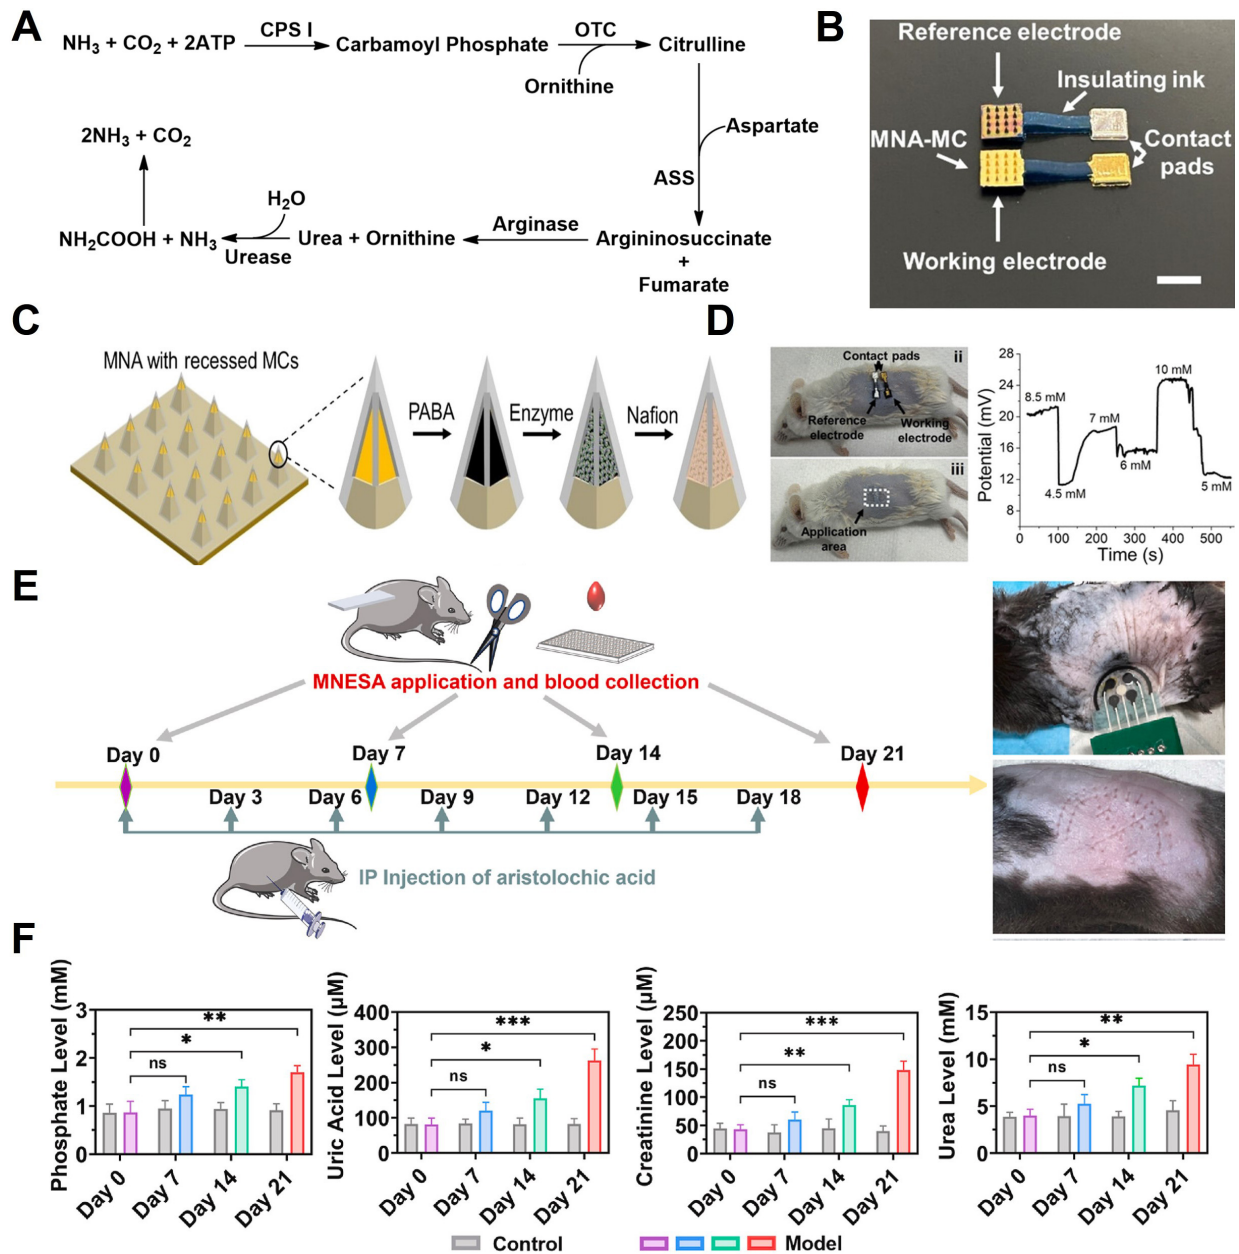 A
NH₃ + CO₂ + 2ATP
CPS I
Carbamoyl Phosphate
OTC
Ornithine
Citrulline
Aspartate
ASS
Argininosuccinate
+
Fumarate
Arginase
Urea + Ornithine
H₂O
Urease
NH₂COOH + NH₃
2NH₃ + CO₂
B
Reference electrode
Insulating ink
MNA-MC
Contact
pads
Working electrode
C
MNA with recessed MCs
PABA
Enzyme
Nafion
D
ii
Contact pads
Reference
electrode
Working
electrode
iii
Application
area
Potential (mV)
28
24
20
16
12
8
8.5 mM
4.5 mM
7 mM
6 mM
10 mM
5 mM
0
100
200
300
400
500
Time (s)
E
MNESA application and blood collection
Day 0
Day 7
Day 14
Day 21
Day 3
Day 6
Day 9
Day 12
Day 15
Day 18
IP Injection of aristolochic acid
F
Phosphate Level (mM)
3
2
1
0
ns
*
**
Day 0
Day 7
Day 14
Day 21
Uric Acid Level (μM)
400
300
200
100
0
ns
*
***
Day 0
Day 7
Day 14
Day 21
Creatinine Level (μM)
250
200
150
100
50
0
ns
**
***
Day 0
Day 7
Day 14
Day 21
Urea Level (mM)
15
10
5
0
ns
*
**
Day 0
Day 7
Day 14
Day 21
Control
Model